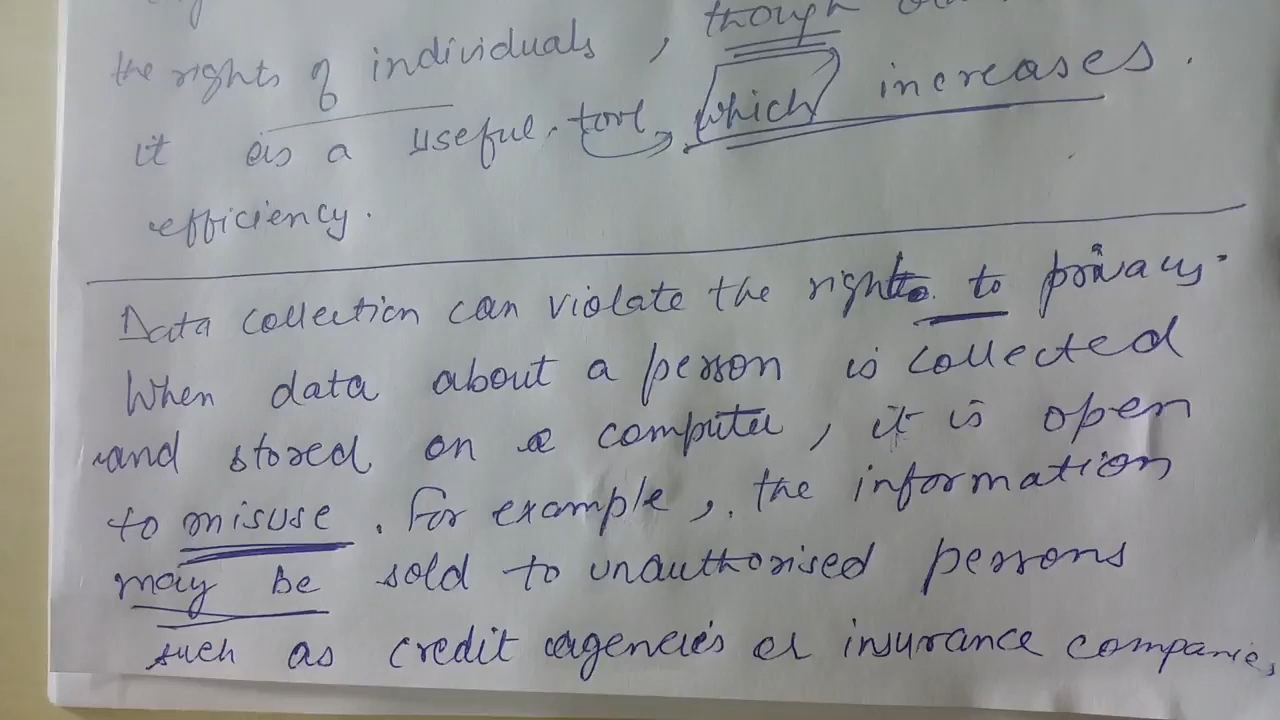 the rights of individuals, though
it is a useful tool, which increases.
efficiency.
Data collection can violate the right to privacy.
When data about a person is collected
and stored on a computer, it is open
to misuse. For example, the information
may be sold to unauthorised persons
such as credit agencies or insurance companies